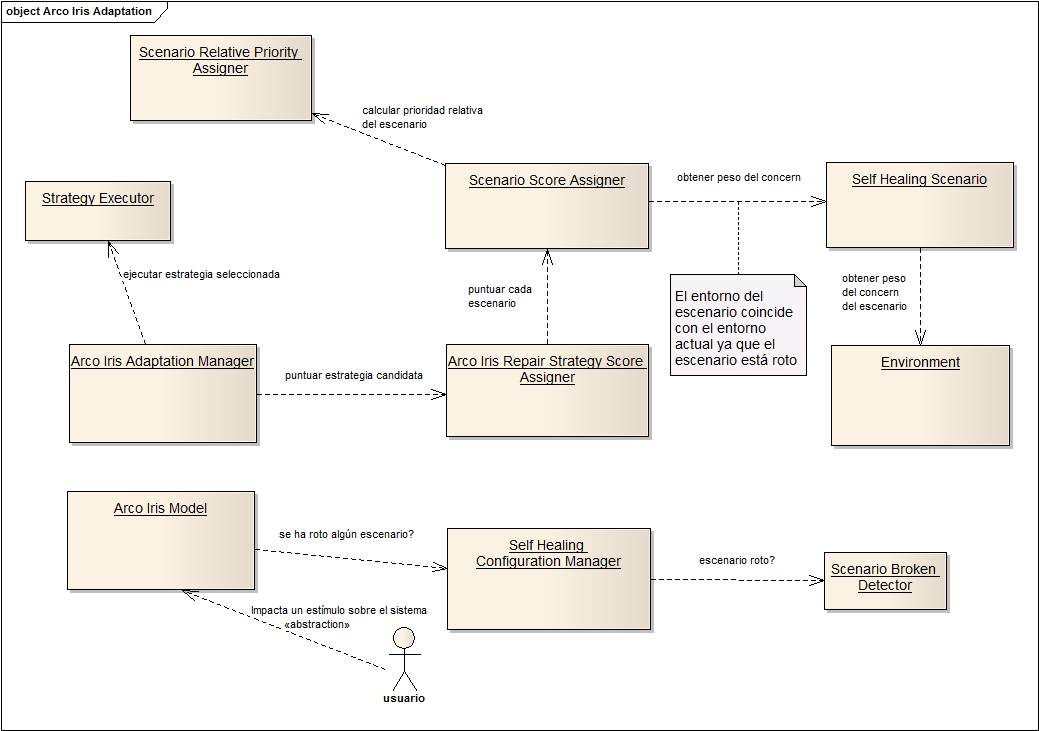 object Arco Iris Adaptation
Scenario Relative Priority
Assigner
calcular prioridad relativa
del escenario
Scenario Score Assigner
obtener peso del concern
Self Healing Scenario
Strategy Executor
ejecutar estrategia seleccionada
puntuar cada
escenario
El entorno del
escenario coincide
con el entorno
actual ya que el
escenario está roto
obtener peso
del concern
del escenario
Arco Iris Adaptation Manager
puntuar estrategia candidata
Arco Iris Repair Strategy Score
Assigner
Environment
Arco Iris Model
se ha roto algún escenario?
Self Healing
Configuration Manager
escenario roto?
Scenario Broken
Detector
Impacta un estímulo sobre el sistema
«abstraction»
usuario